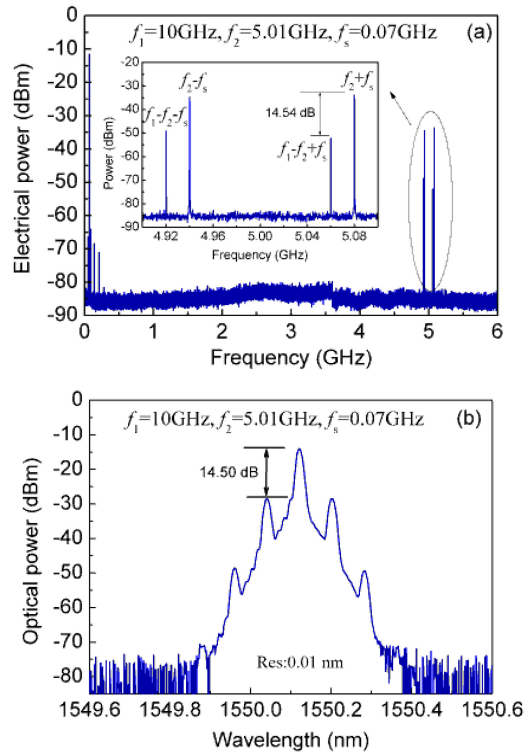 f₁=10GHz, f₂=5.01GHz, fₛ=0.07GHz (a)
Electrical power (dBm)
0
-10
-20
-30
-40
-50
-60
-70
-80
-90
Power (dBm)
-20
-30
-40
-50
-60
-70
-80
-90
f₂-fₛ
f₁-f₂-fₛ
f₂+fₛ
14.54 dB
f₁-f₂+fₛ
4.92 4.96 5.00 5.04 5.08
Frequency (GHz)
0 1 2 3 4 5 6
Frequency (GHz)
f₁=10GHz, f₂=5.01GHz, fₛ=0.07GHz (b)
Optical power (dBm)
0
-10
-20
-30
-40
-50
-60
-70
-80
14.50 dB
Res:0.01 nm
1549.6 1549.8 1550.0 1550.2 1550.4 1550.6
Wavelength (nm)